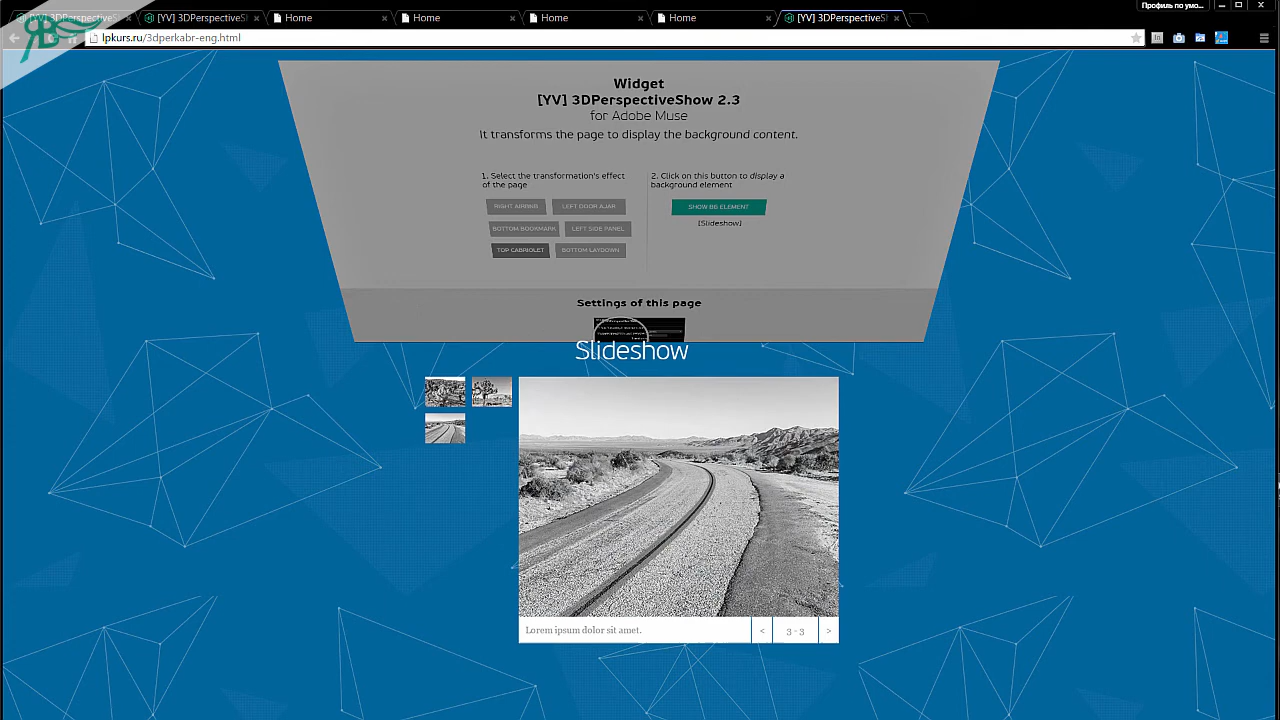 [YV] 3DPerspectiveSh
[YV] 3DPerspectiveSh
Home
Home
Home
Home
[YV] 3DPerspectiveSh
Профиль по умо...
lpkurs.ru/3dperkabr-eng.html
Widget
[YV] 3DPerspectiveShow 2.3
for Adobe Muse
It transforms the page to display the background content.
1. Select the transformation's effect
of the page
RIGHT AIRBNB
LEFT DOOR AJAR
BOTTOM BOOKMARK
LEFT SIDE PANEL
TOP CABRIOLET
BOTTOM LAYDOWN
2. Click on this button to display a
background element
SHOW BG ELEMENT
[Slideshow]
Settings of this page
Slideshow
Lorem ipsum dolor sit amet.
< 3 - 3 >